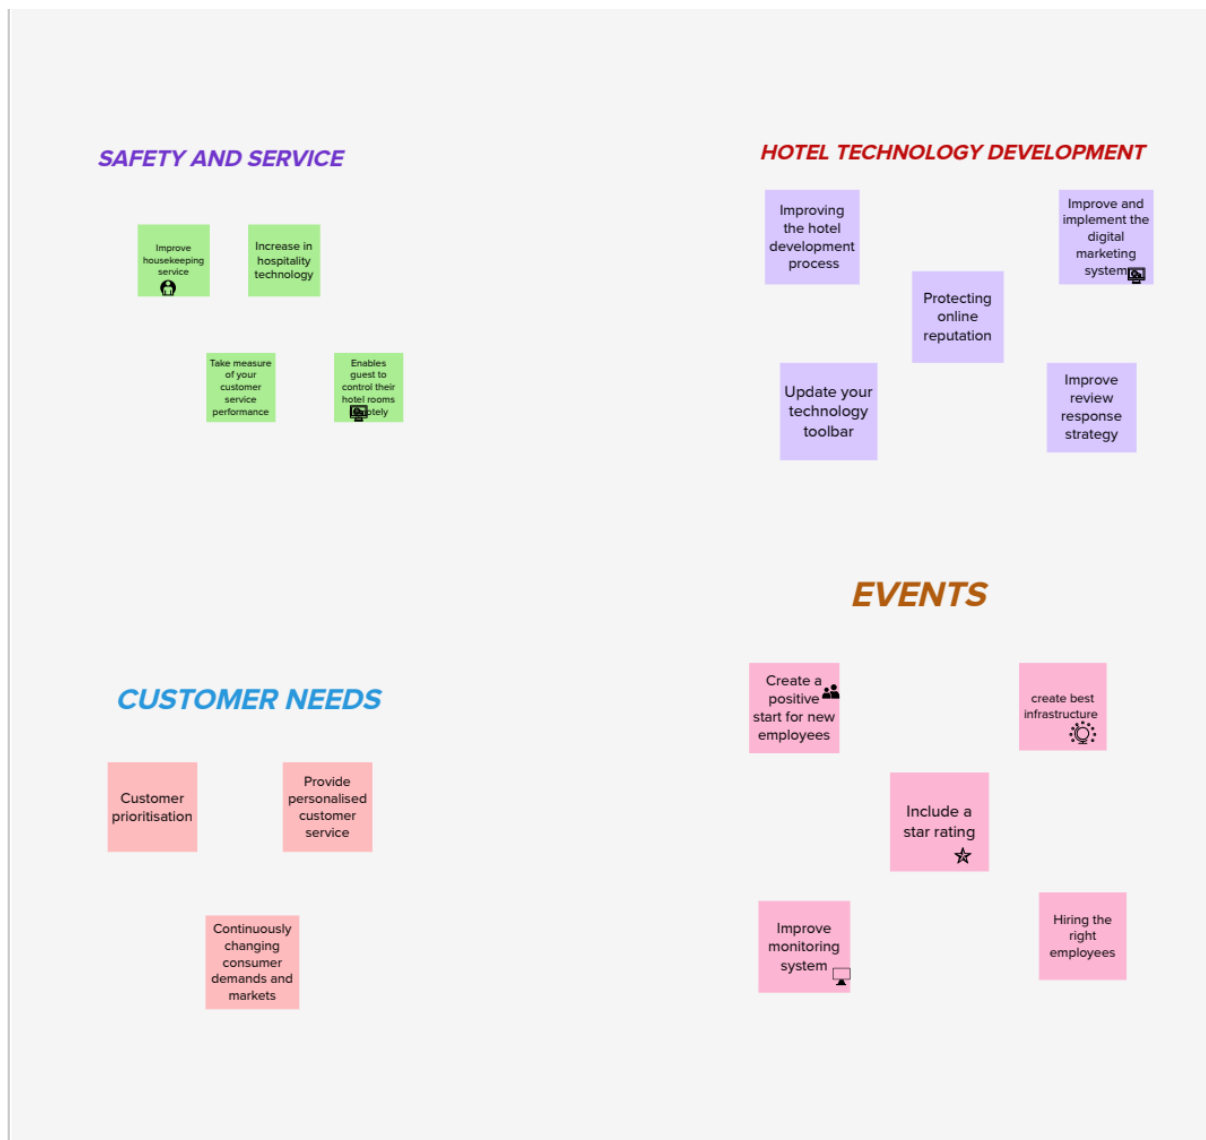 SAFETY AND SERVICE
Improve
housekeeping
service
Increase in
hospitality
technology
Take measure
of your
customer
service
performance
Enables
guest to
control their
hotel rooms
HOTEL TECHNOLOGY DEVELOPMENT
Improving
the hotel
development
process
Improve and
implement the
digital
marketing
system
Protecting
online
reputation
Update your
technology
toolbar
Improve
review
response
strategy
CUSTOMER NEEDS
Customer
prioritisation
Provide
personalised
customer
service
Continuously
changing
consumer
demands and
markets
EVENTS
Create a
positive
start for new
employees
create best
infrastructure
Include a
star rating
Improve
monitoring
system
Hiring the
right
employees